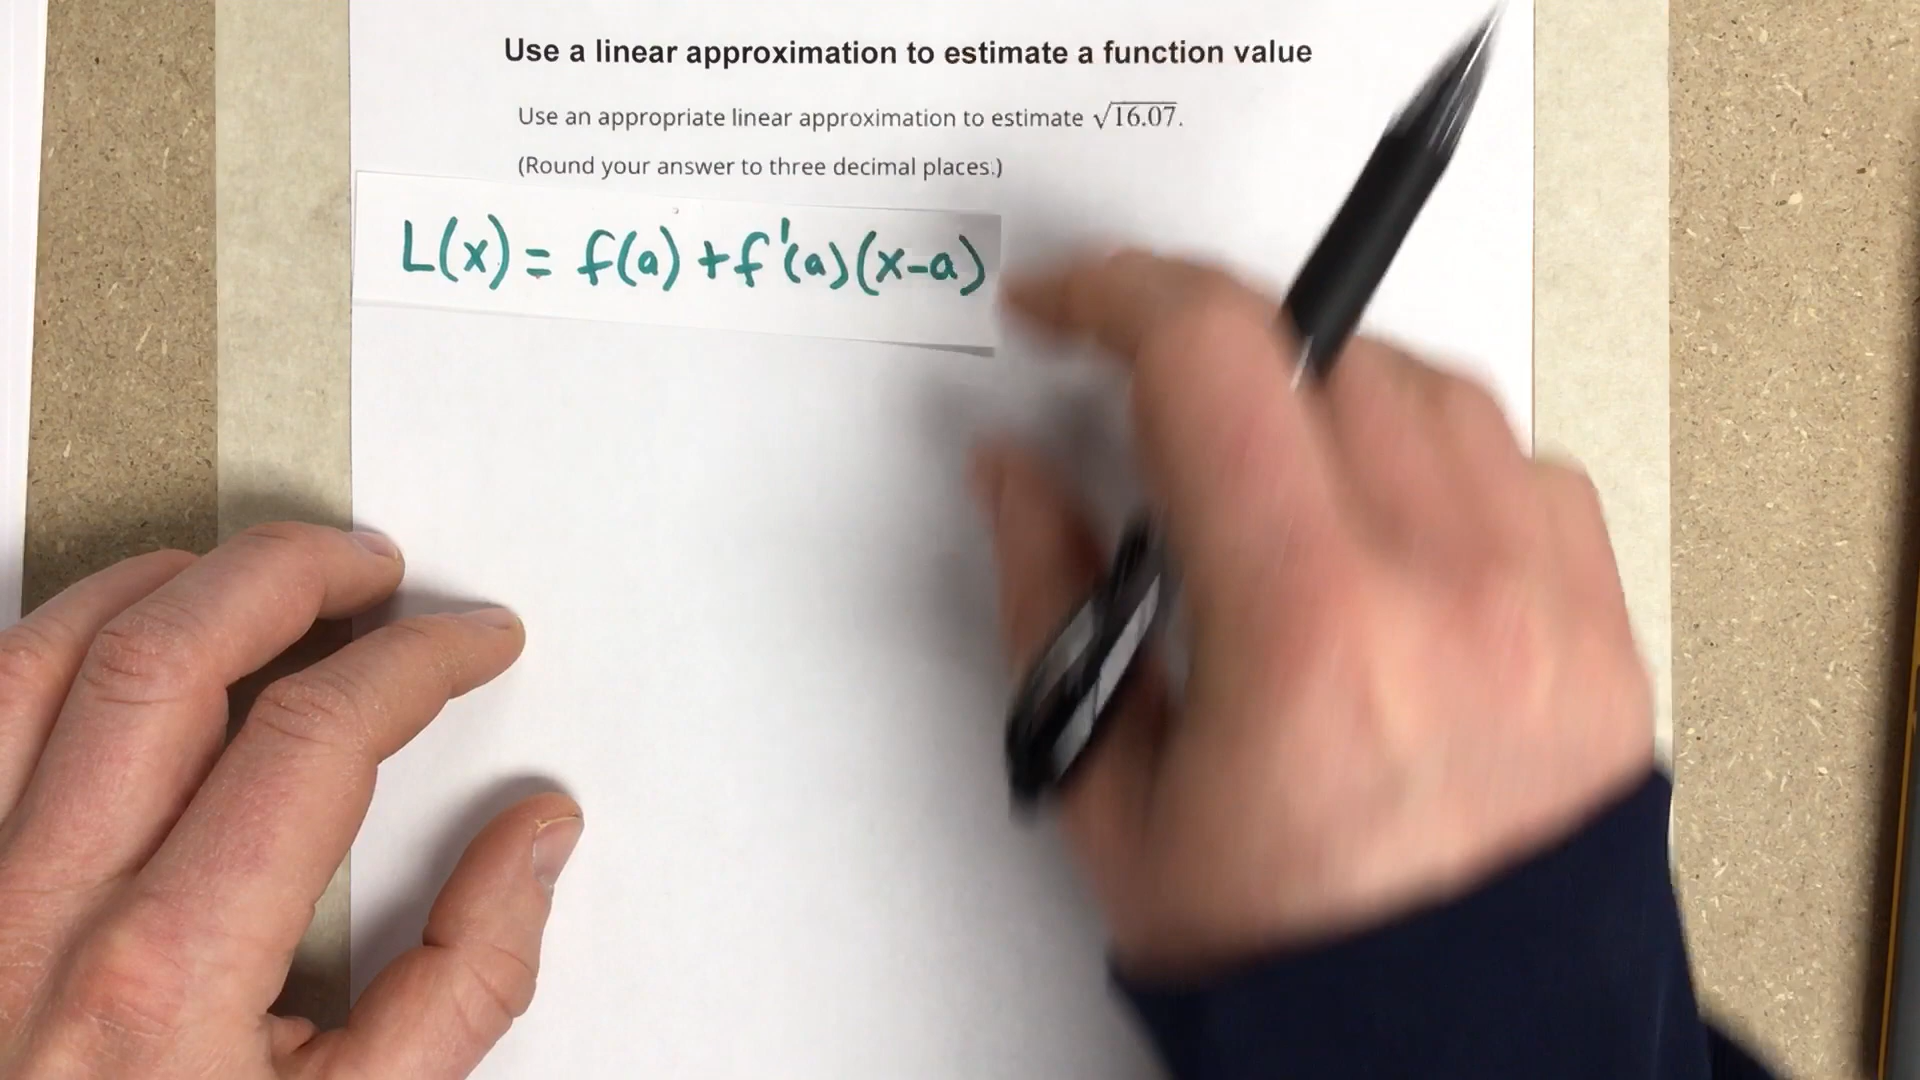 Use a linear approximation to estimate a function value
Use an appropriate linear approximation to estimate √16.07.
(Round your answer to three decimal places.)
L(x) = f(a) + f'(a)(x-a)